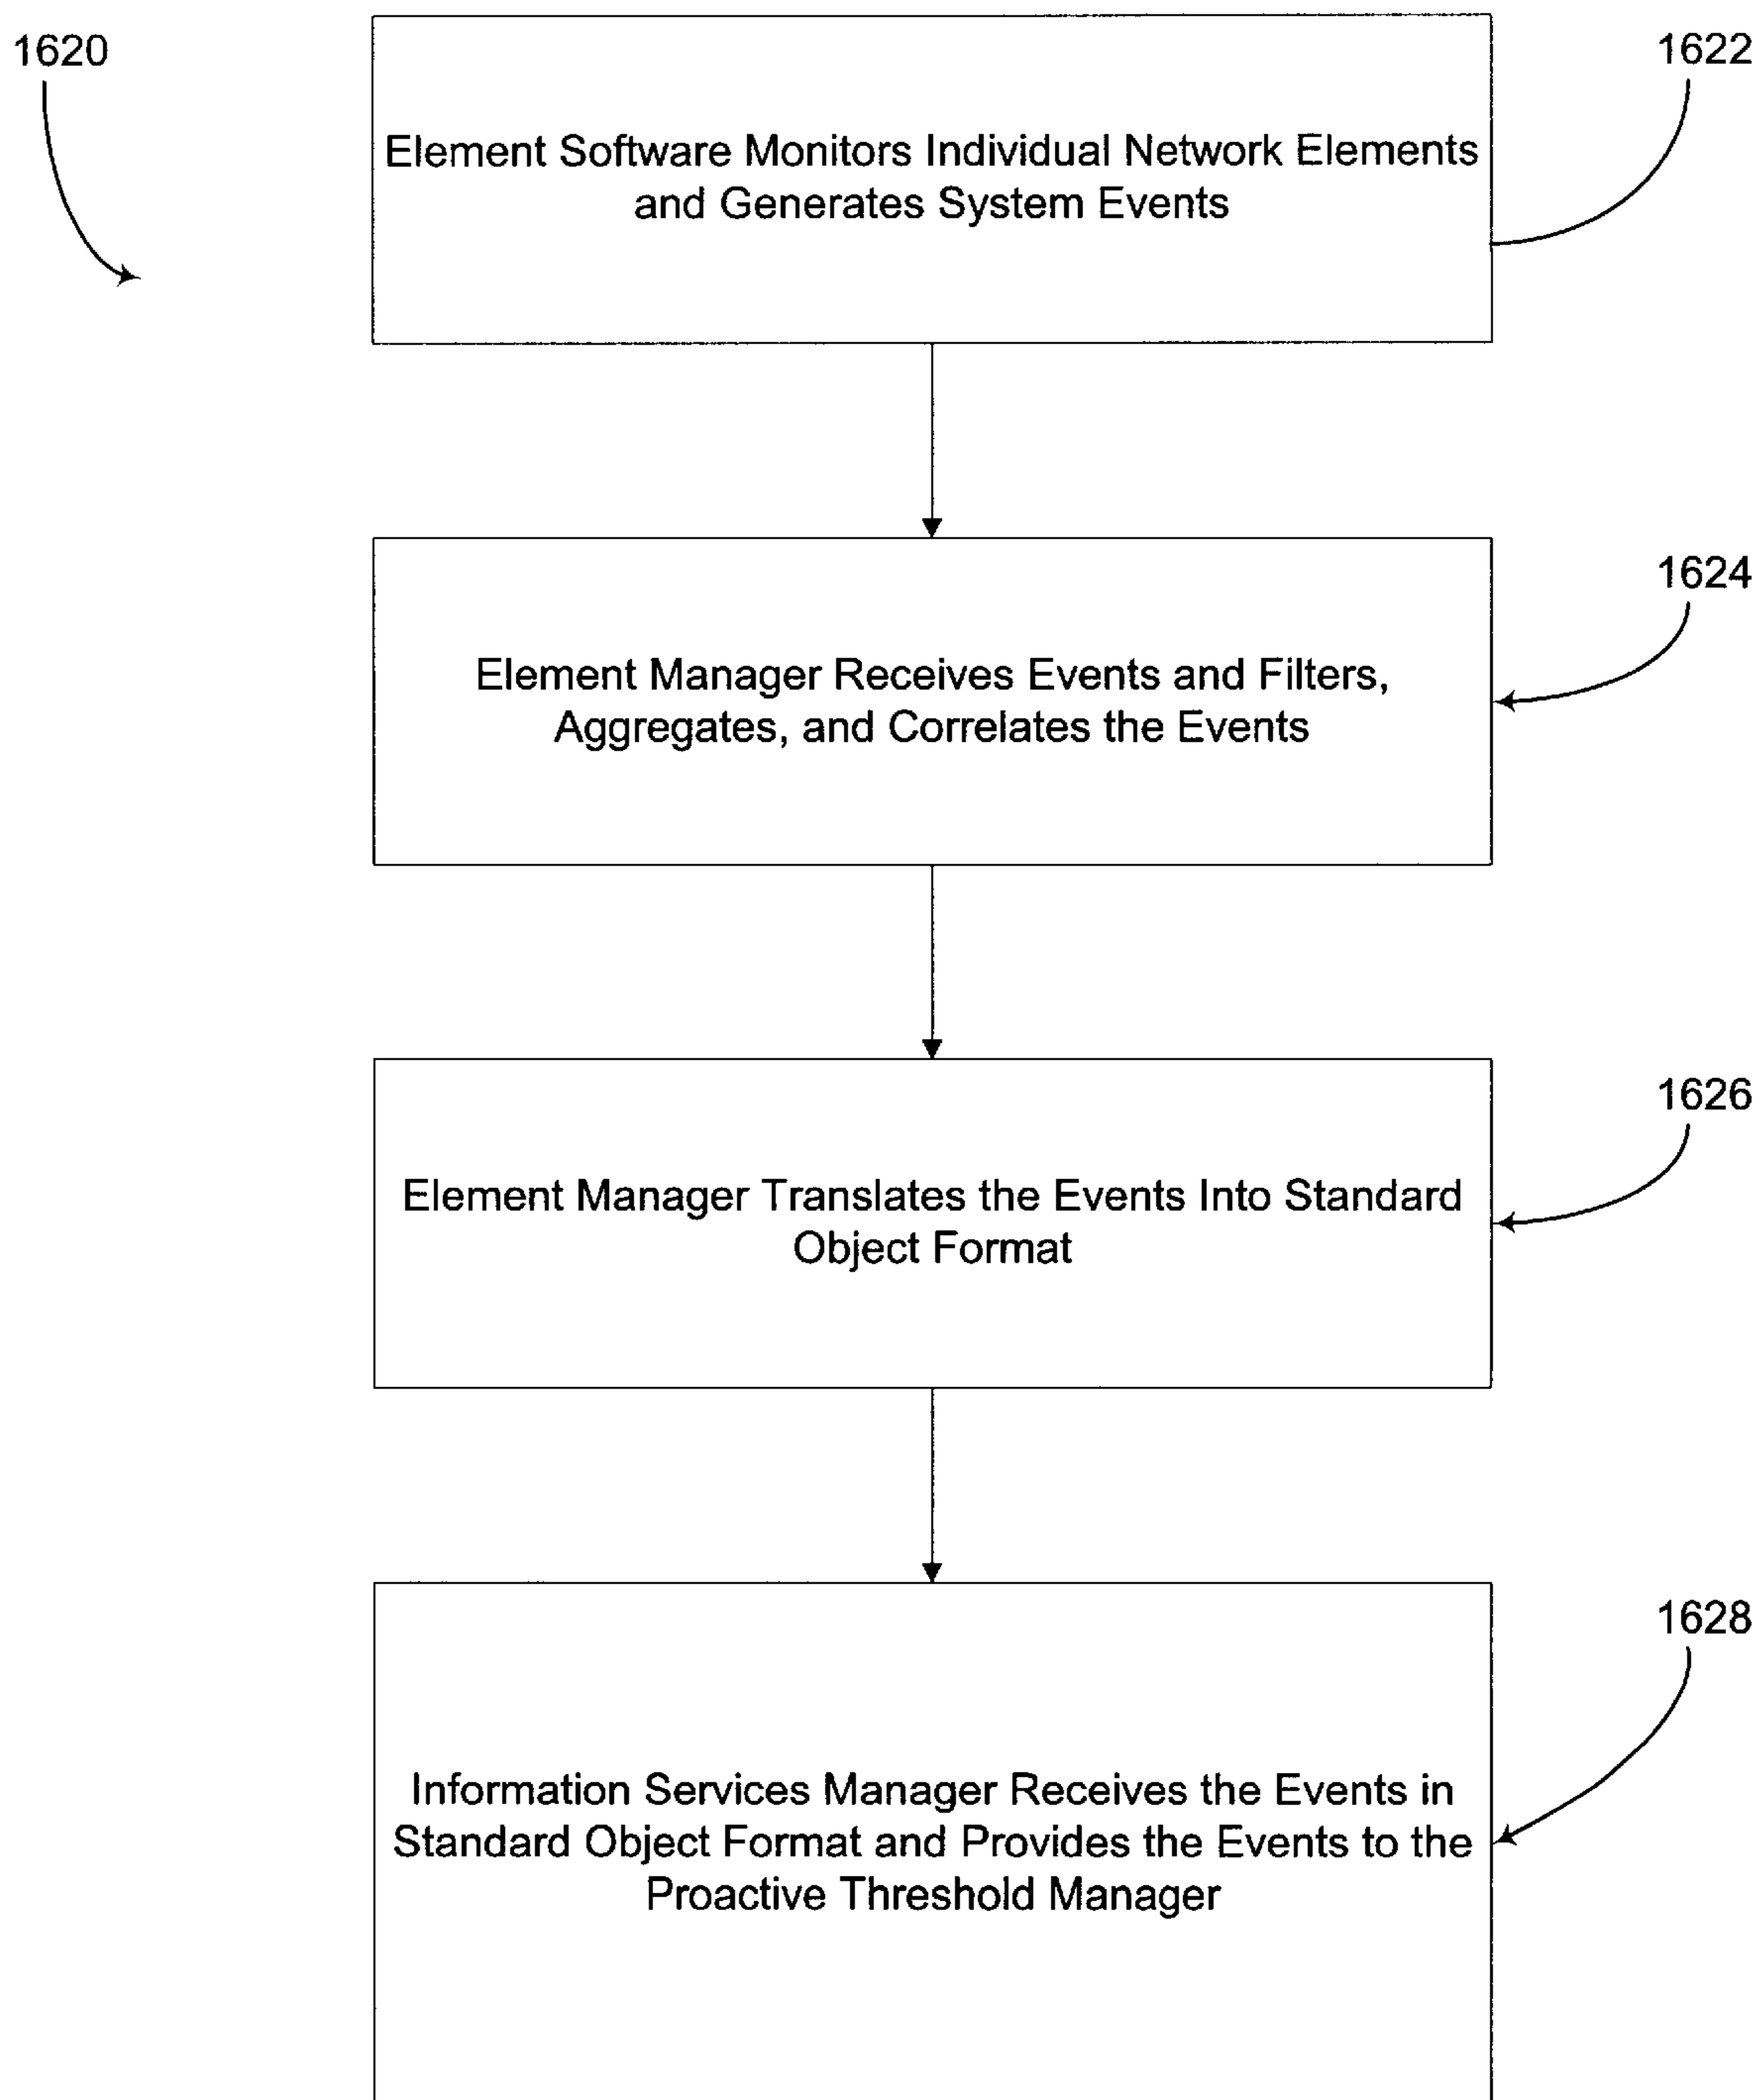 1620
1622
Element Software Monitors Individual Network Elements
and Generates System Events
1624
Element Manager Receives Events and Filters,
Aggregates, and Correlates the Events
1626
Element Manager Translates the Events Into Standard
Object Format
1628
Information Services Manager Receives the Events in
Standard Object Format and Provides the Events to the
Proactive Threshold Manager